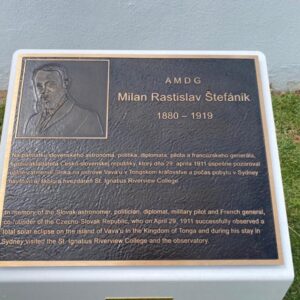 A M D G
Milan Rastislav Štefánik
1880 – 1919
Na pamiatku slovenského astronóma, politika, diplomata, pilota a francúzskeho generála,
spoluzakladateľa Česko-slovenskej republiky, ktorý dňa 29. apríla 1911 úspešne pozoroval
zatmenie Slnka na ostrove Vava'u v Tongskom kráľovstve a počas pobytu v Sydney
navštívil školu a hvezdáreň St. Ignatius Riverview College
In memory of the Slovak astronomer, politician, diplomat, military pilot and French general,
co-founder of the Czecho-Slovak Republic, who on April 29, 1911 successfully observed a
total solar eclipse on the island of Vava'u in the Kingdom of Tonga and during his stay in
Sydney visited the St. Ignatius Riverview College and the observatory.